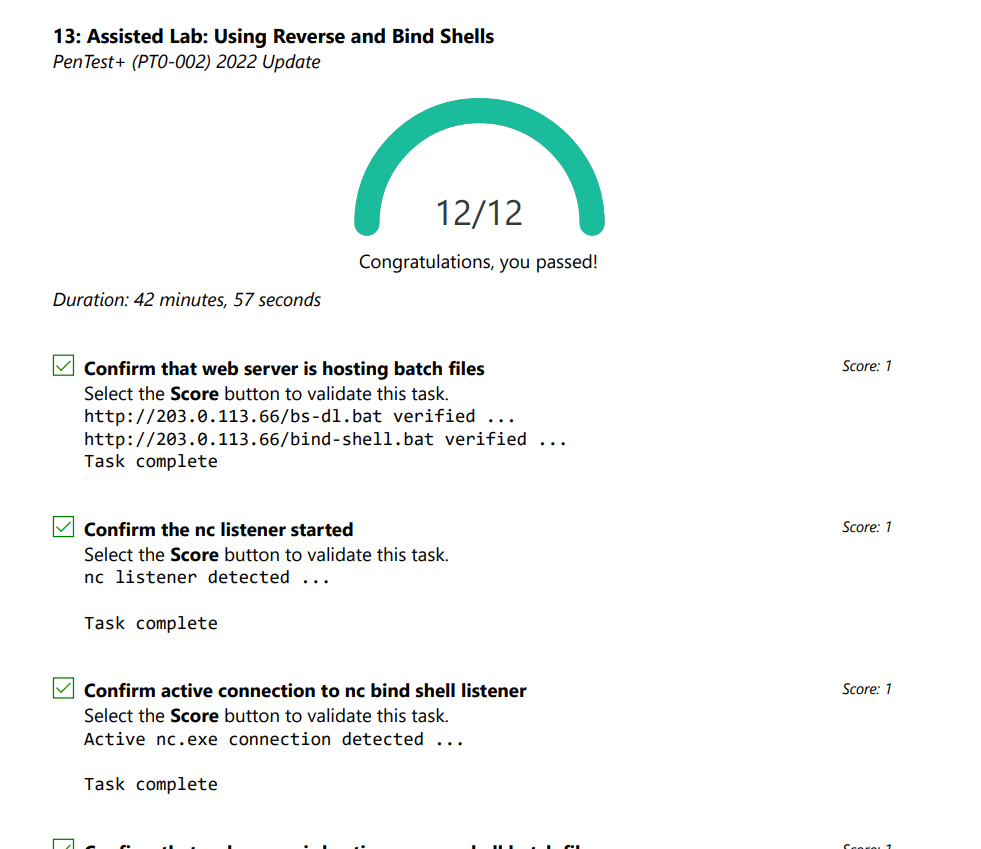 13: Assisted Lab: Using Reverse and Bind Shells
PenTest+ (PT0-002) 2022 Update
12/12
Congratulations, you passed!
Duration: 42 minutes, 57 seconds
Confirm that web server is hosting batch files
Score: 1
Select the Score button to validate this task.
http://203.0.113.66/bs-dl.bat verified ...
http://203.0.113.66/bind-shell.bat verified ...
Task complete
Confirm the nc listener started
Score: 1
Select the Score button to validate this task.
nc listener detected ...
Task complete
Confirm active connection to nc bind shell listener
Score: 1
Select the Score button to validate this task.
Active nc.exe connection detected ...
Task complete